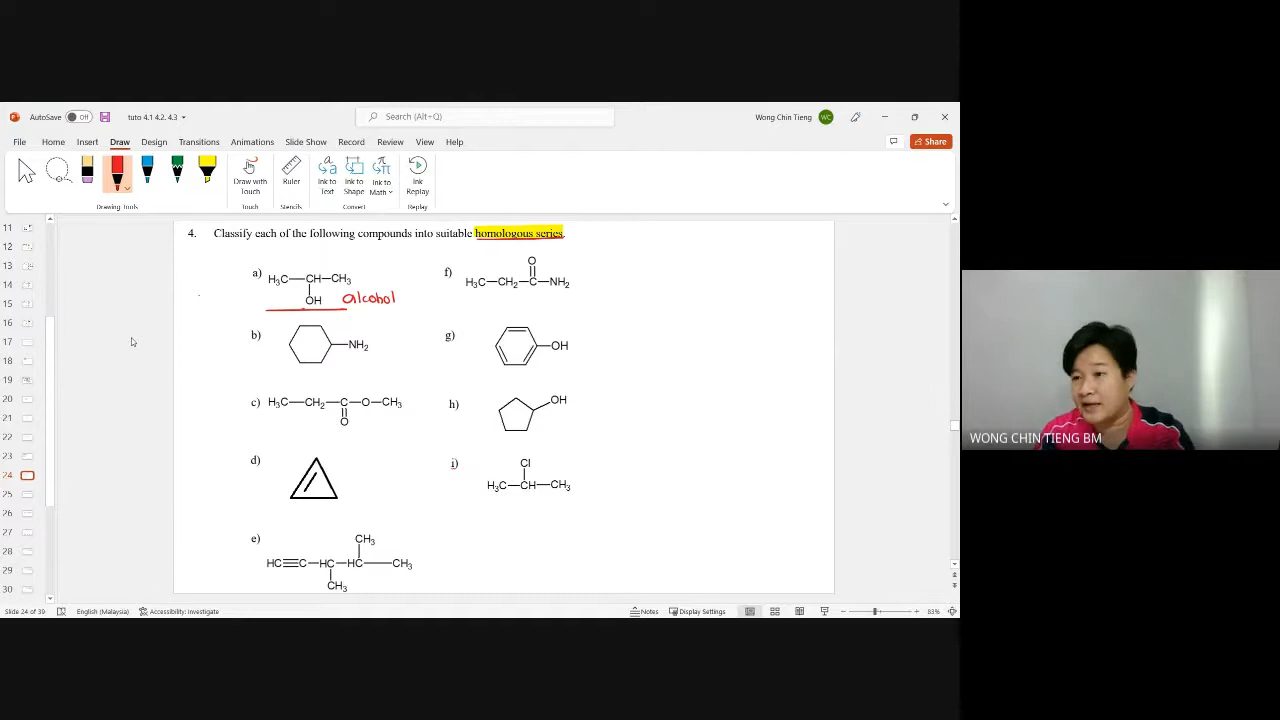 AutoSave Off tuto 4.1 4.2. 4.3 Search (Alt+Q) Wong Chin Tieng WC
File Home Insert Draw Design Transitions Animations Slide Show Record Review View Help Share
Draw with Touch Ruler Ink to Text Ink to Shape Ink to Math Ink Replay
Drawing Tools Touch Stencils Convert Replay
11
12
13
14
15
16
17
18
19
20
21
22
23
24
25
26
27
28
29
30
4. Classify each of the following compounds into suitable homologous series.
a) H₃C—CH—CH₃
OH alcohol
b) NH₂
c) H₃C—CH₂—C—O—CH₃
O
d)
e) CH₃
HC≡C—HC—HC—CH₃
CH₃
f) O
H₃C—CH₂—C—NH₂
g) OH
h) OH
i) Cl
H₃C—CH—CH₃
WONG CHIN TIENG BM
Slide 24 of 39 English (Malaysia) Accessibility: Investigate Notes Display Settings 83%